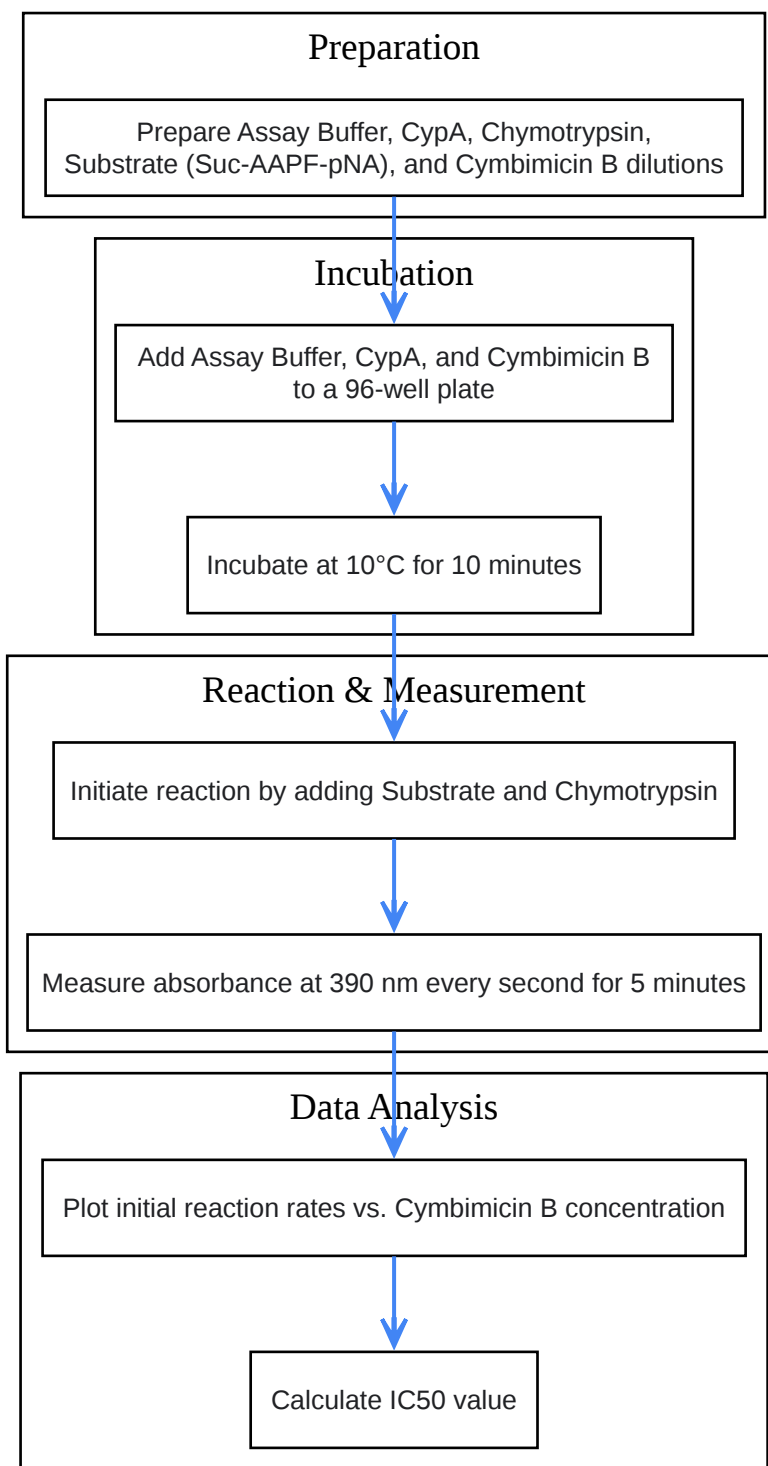 Preparation
Prepare Assay Buffer, CypA, Chymotrypsin,
Substrate (Suc-AAPF-pNA), and Cymbimicin B dilutions
Incubation
Add Assay Buffer, CypA, and Cymbimicin B
to a 96-well plate
Incubate at 10°C for 10 minutes
Reaction & Measurement
Initiate reaction by adding Substrate and Chymotrypsin
Measure absorbance at 390 nm every second for 5 minutes
Data Analysis
Plot initial reaction rates vs. Cymbimicin B concentration
Calculate IC50 value